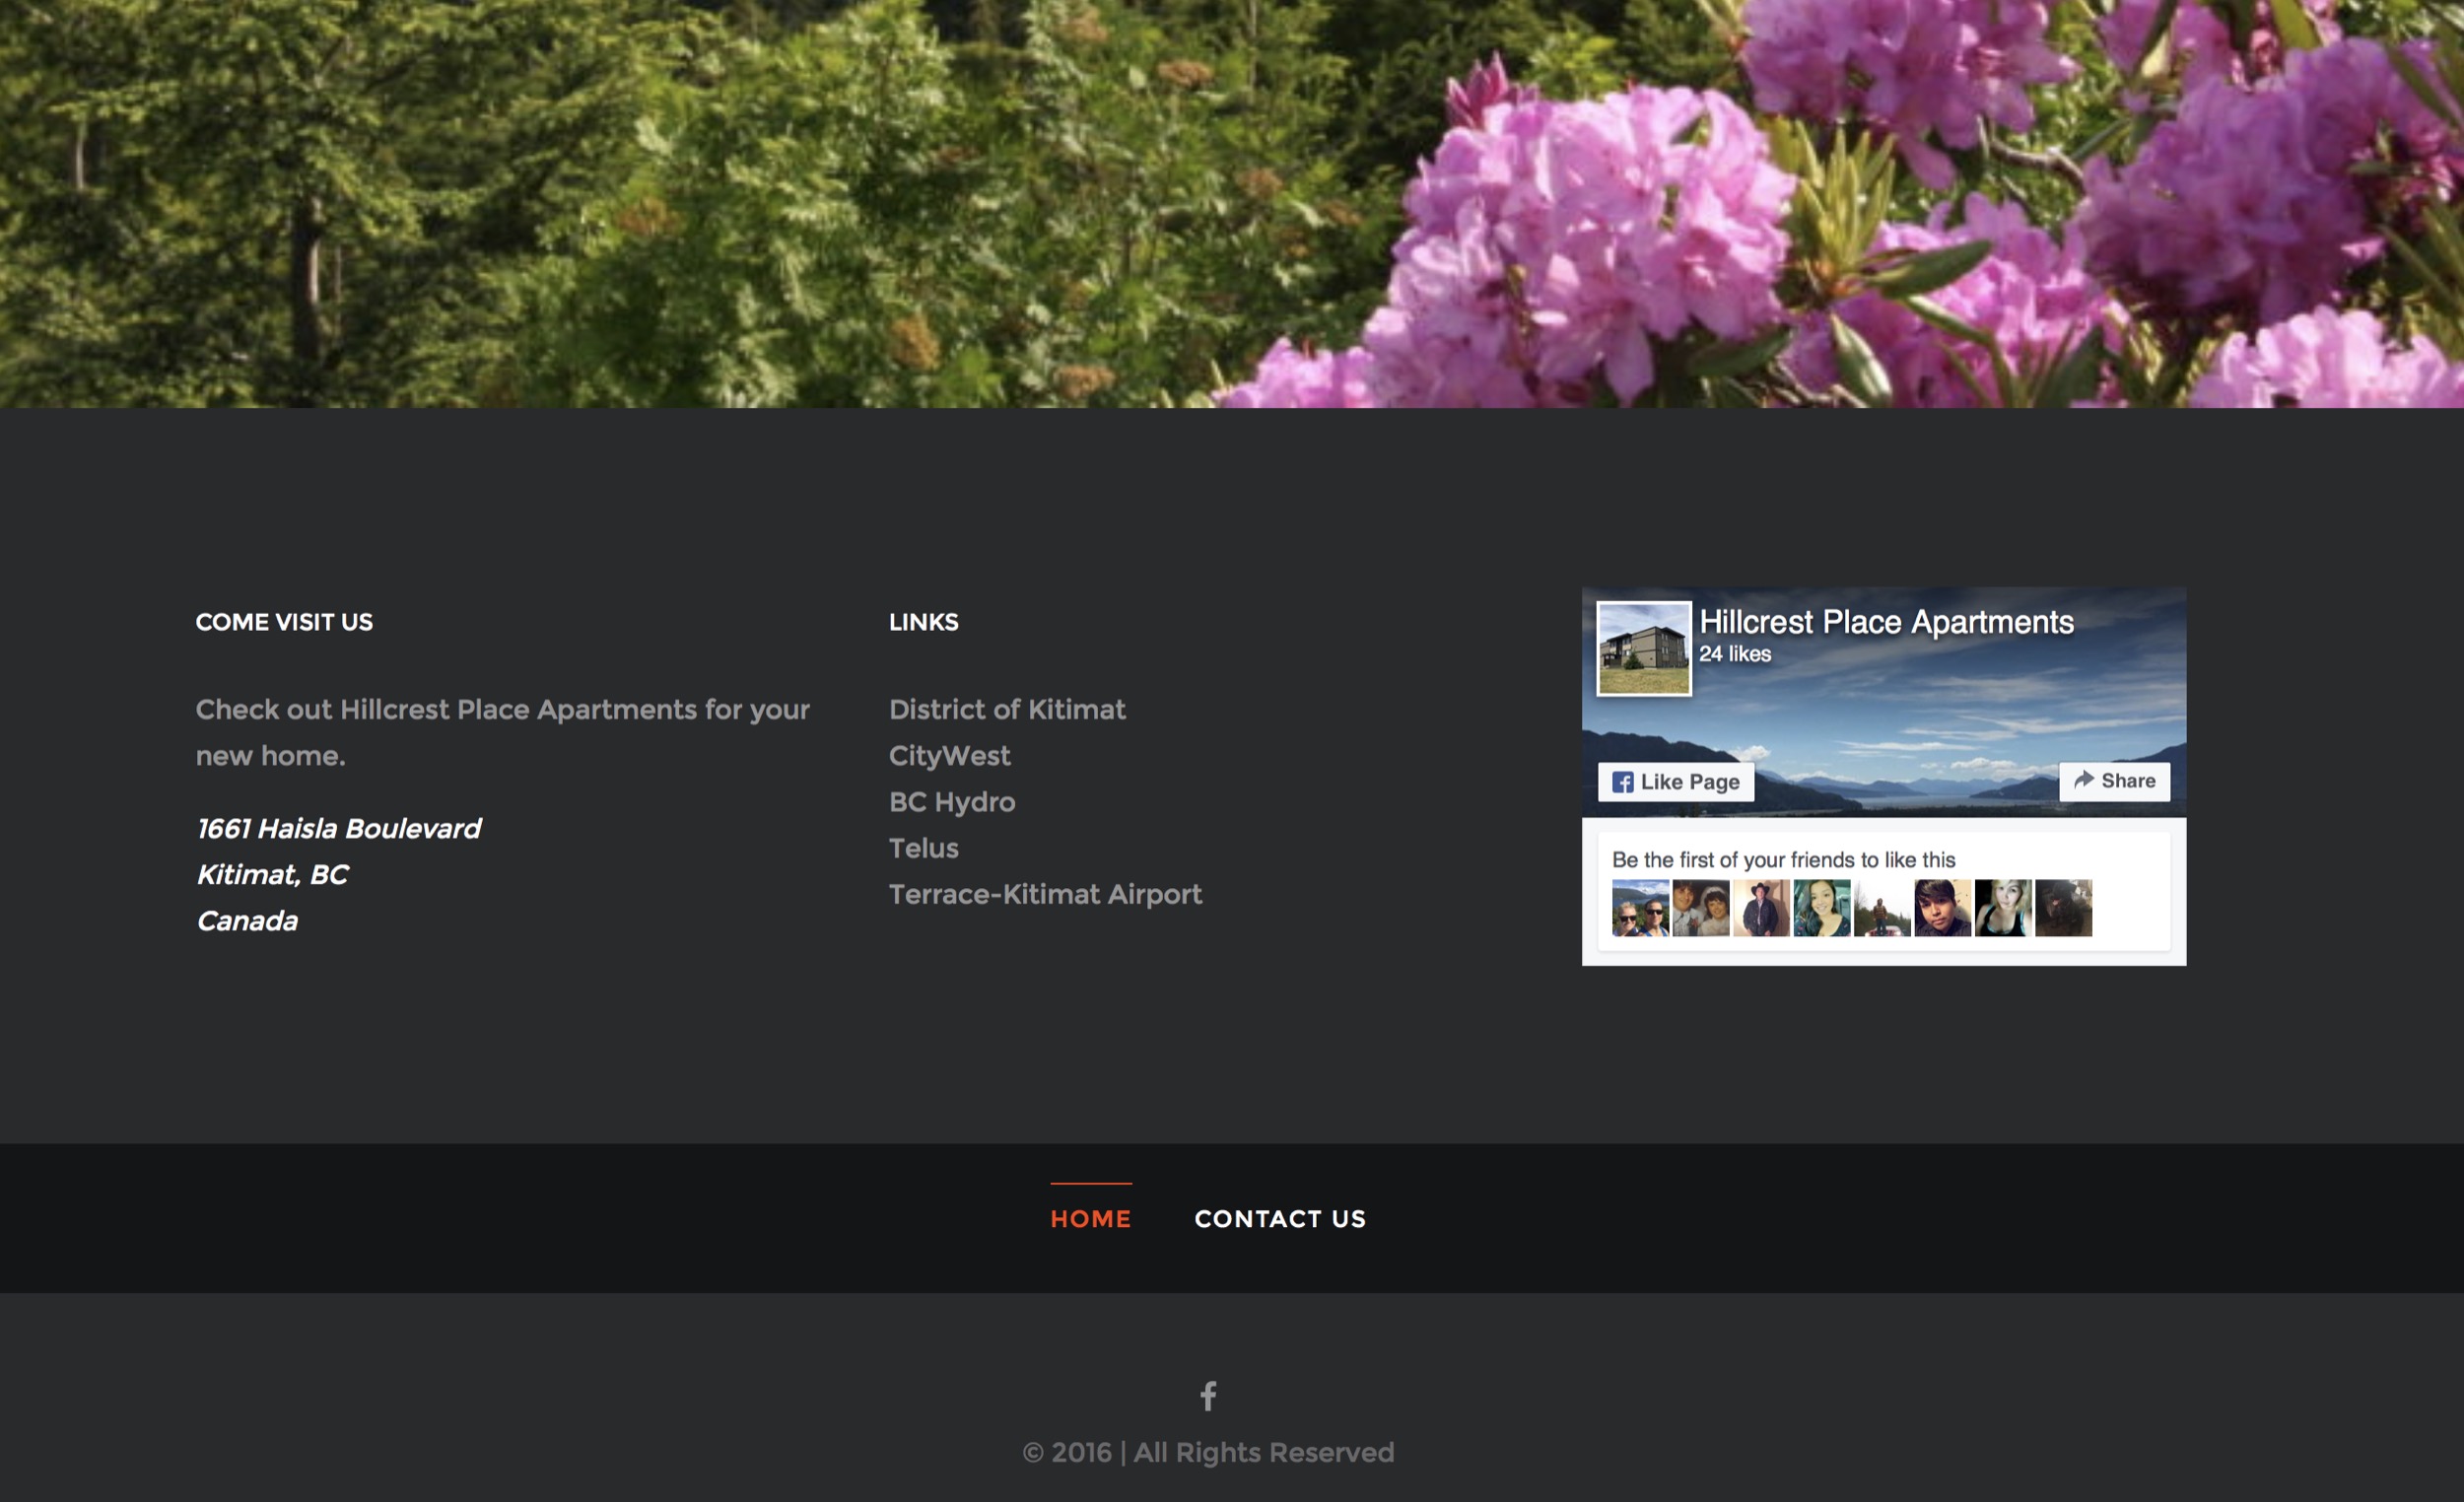 COME VISIT US
Check out Hillcrest Place Apartments for your
new home.
1661 Haisla Boulevard
Kitimat, BC
Canada
LINKS
District of Kitimat
CityWest
BC Hydro
Telus
Terrace-Kitimat Airport
Hillcrest Place Apartments
24 likes
Like Page
Share
Be the first of your friends to like this
HOME
CONTACT US
© 2016 | All Rights Reserved